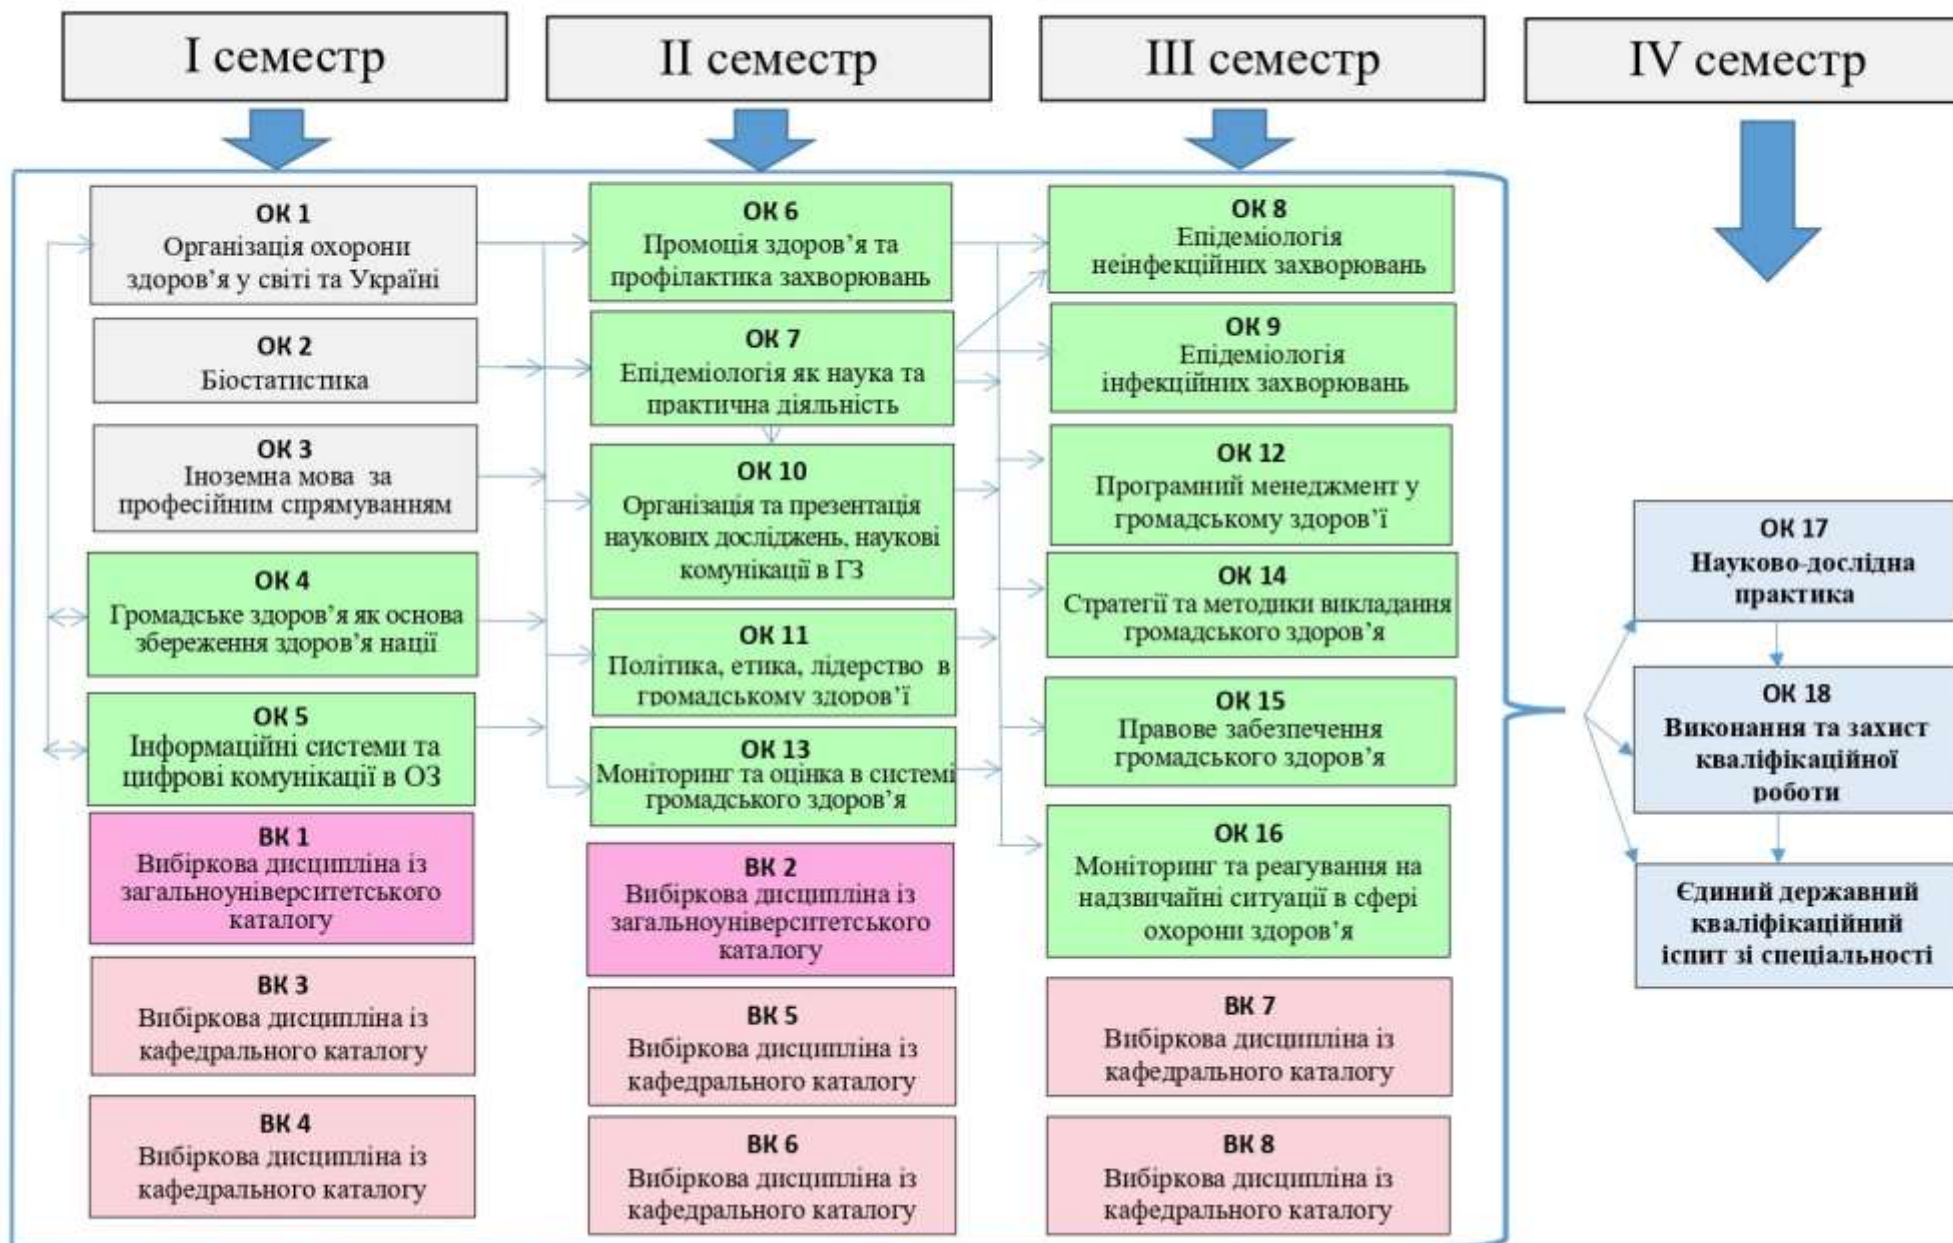 I семестр
II семестр
III семестр
IV семестр
ОК 1
Організація охорони
здоров’я у світі та Україні
ОК 2
Біостатистика
ОК 3
Іноземна мова за
професійним спрямуванням
ОК 4
Громадське здоров’я як основа
збереження здоров’я нації
ОК 5
Інформаційні системи та
цифрові комунікації в ОЗ
ВК 1
Вибіркова дисципліна із
загальноуніверситетського
каталогу
ВК 3
Вибіркова дисципліна із
кафедрального каталогу
ВК 4
Вибіркова дисципліна із
кафедрального каталогу
ОК 6
Промоція здоров’я та
профілактика захворювань
ОК 7
Епідеміологія як наука та
практична діяльність
ОК 10
Організація та презентація
наукових досліджень, наукові
комунікації в ГЗ
ОК 11
Політика, етика, лідерство в
громадському здоров’ї
ОК 13
Моніторинг та оцінка в системі
громадського здоров’я
ВК 2
Вибіркова дисципліна із
загальноуніверситетського
каталогу
ВК 5
Вибіркова дисципліна із
кафедрального каталогу
ВК 6
Вибіркова дисципліна із
кафедрального каталогу
ОК 8
Епідеміологія
неінфекційних захворювань
ОК 9
Епідеміологія
інфекційних захворювань
ОК 12
Програмний менеджмент у
громадському здоров’ї
ОК 14
Стратегії та методики викладання
громадського здоров’я
ОК 15
Правове забезпечення
громадського здоров’я
ОК 16
Моніторинг та реагування на
надзвичайні ситуації в сфері
охорони здоров’я
ВК 7
Вибіркова дисципліна із
кафедрального каталогу
ВК 8
Вибіркова дисципліна із
кафедрального каталогу
ОК 17
Науково-дослідна
практика
ОК 18
Виконання та захист
кваліфікаційної
роботи
Єдиний державний
кваліфікаційний
іспит зі спеціальності